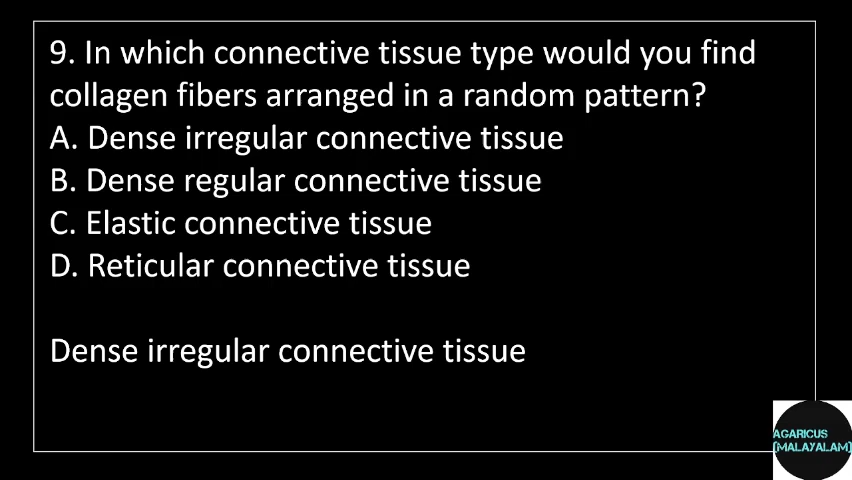 9. In which connective tissue type would you find
collagen fibers arranged in a random pattern?
A. Dense irregular connective tissue
B. Dense regular connective tissue
C. Elastic connective tissue
D. Reticular connective tissue
Dense irregular connective tissue
AGARICUS
(MALAYALAM)